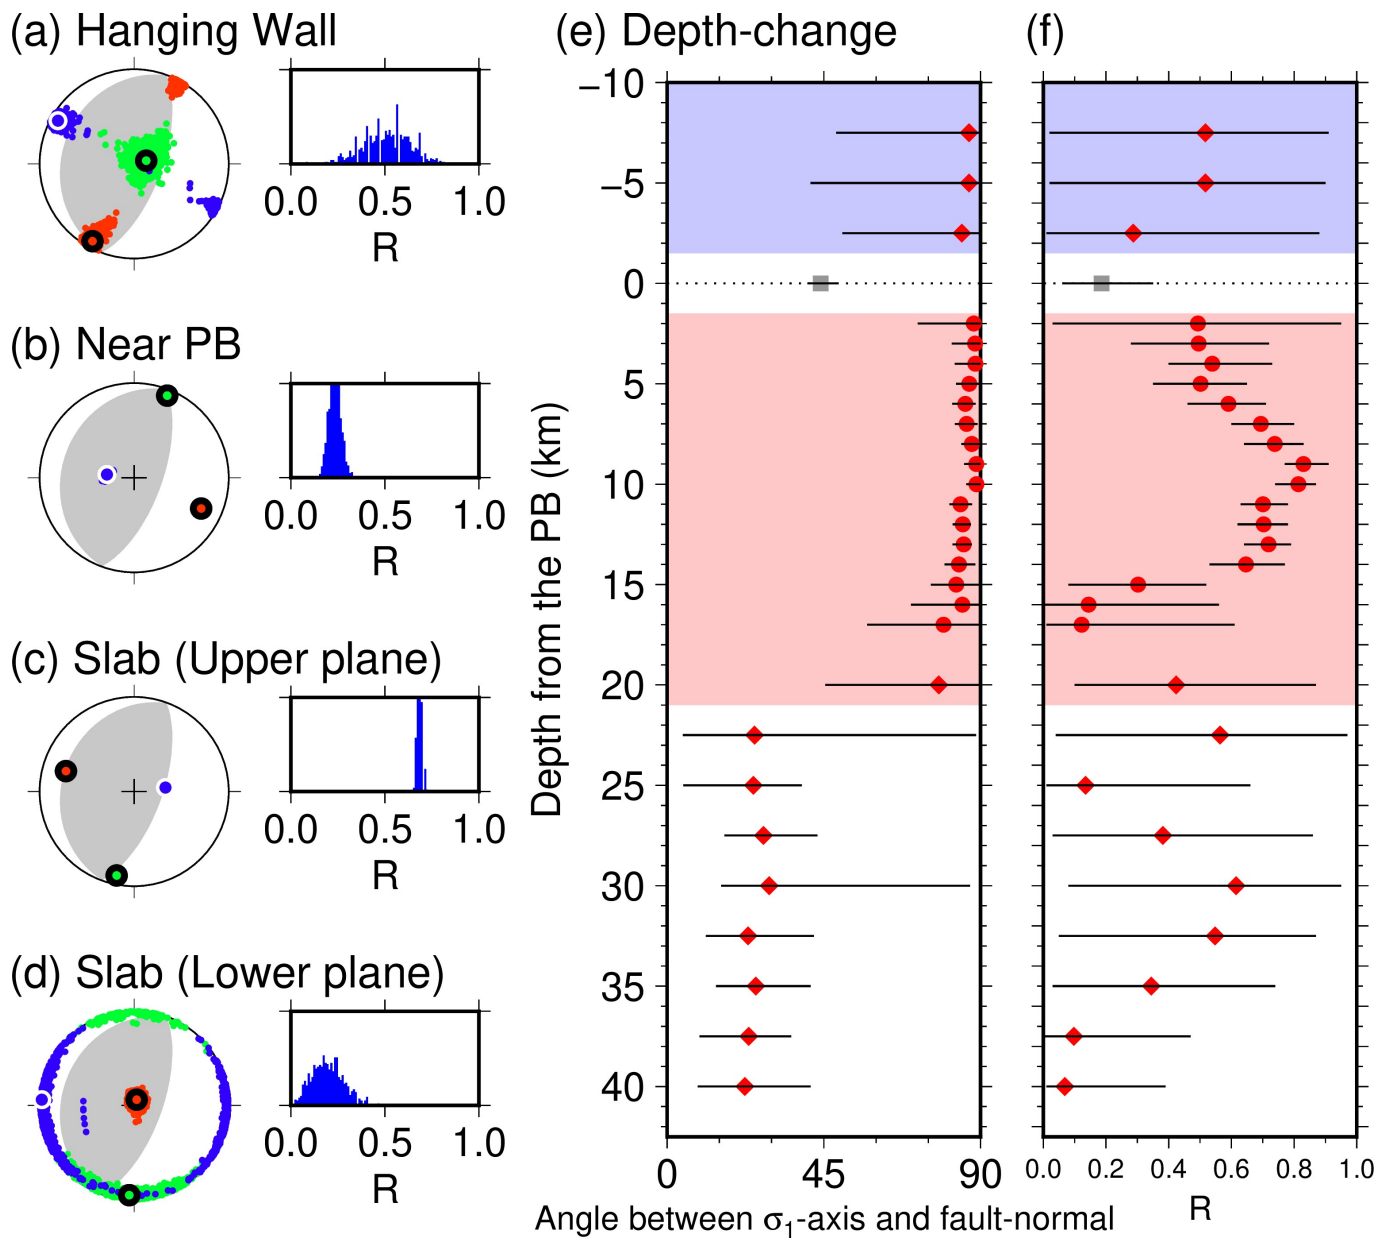 (a) Hanging Wall
0.0 0.5 1.0
R
(b) Near PB
0.0 0.5 1.0
R
(c) Slab (Upper plane)
0.0 0.5 1.0
R
(d) Slab (Lower plane)
0.0 0.5 1.0
R
(e) Depth-change
Depth from the PB (km)
−10
−5
0
5
10
15
20
25
30
35
40
0 45 90
Angle between σ1-axis and fault-normal
(f)
0.0 0.2 0.4 0.6 0.8 1.0
R